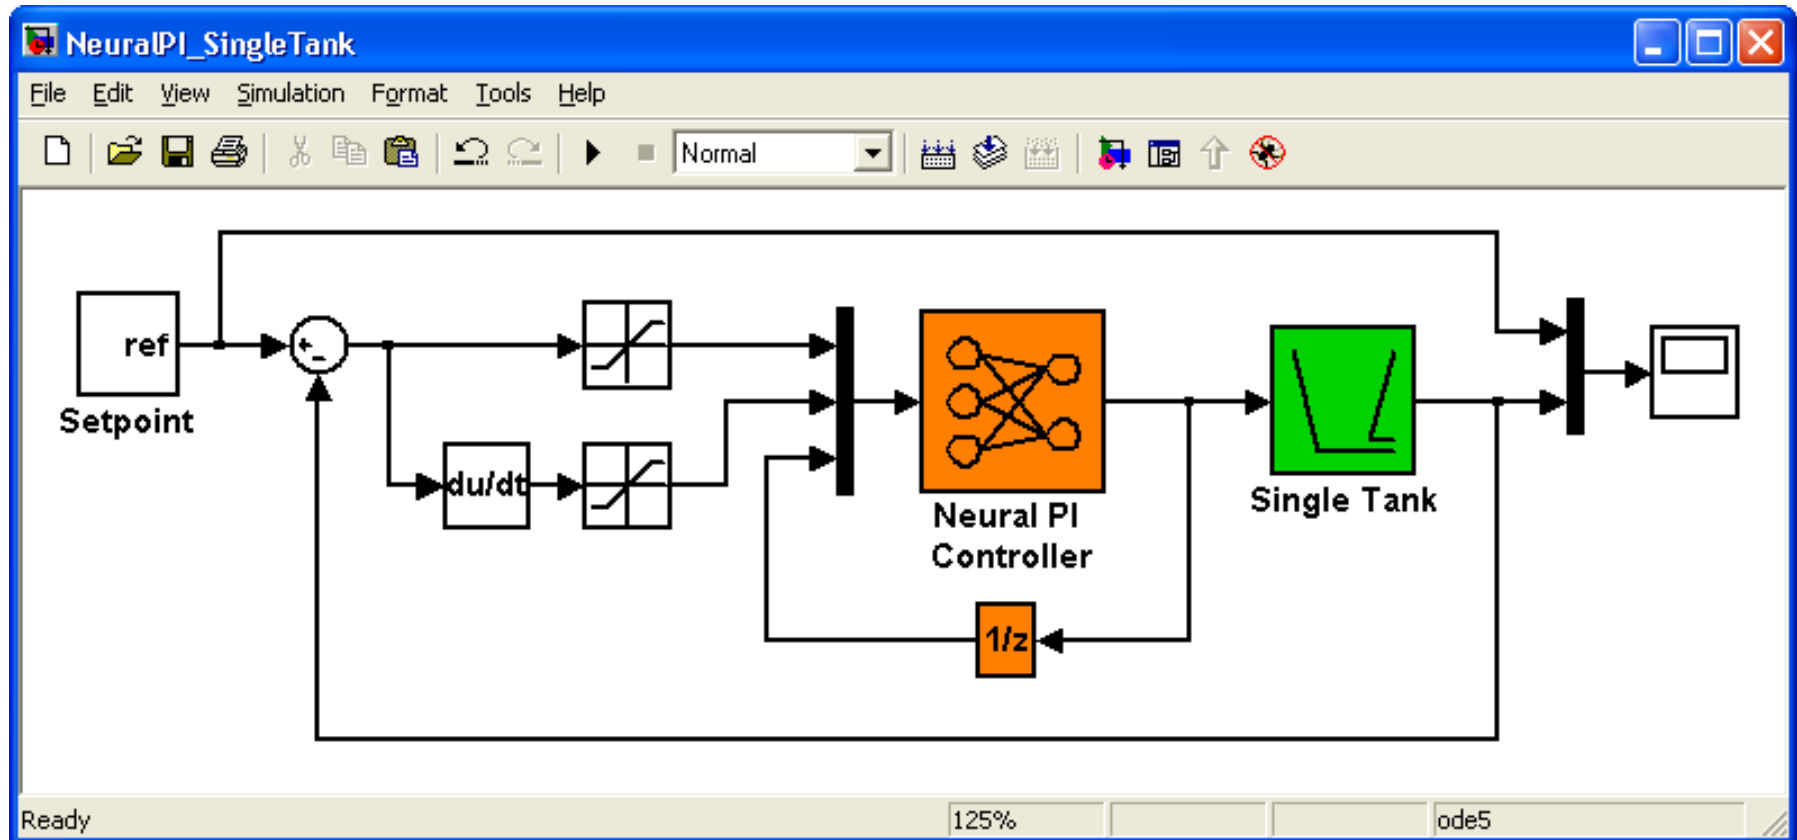 NeuralPI_SingleTank
File Edit View Simulation Format Tools Help
Normal
ref
Setpoint
+
-
du/dt
Neural PI
Controller
Single Tank
1/z
Ready 125% ode5